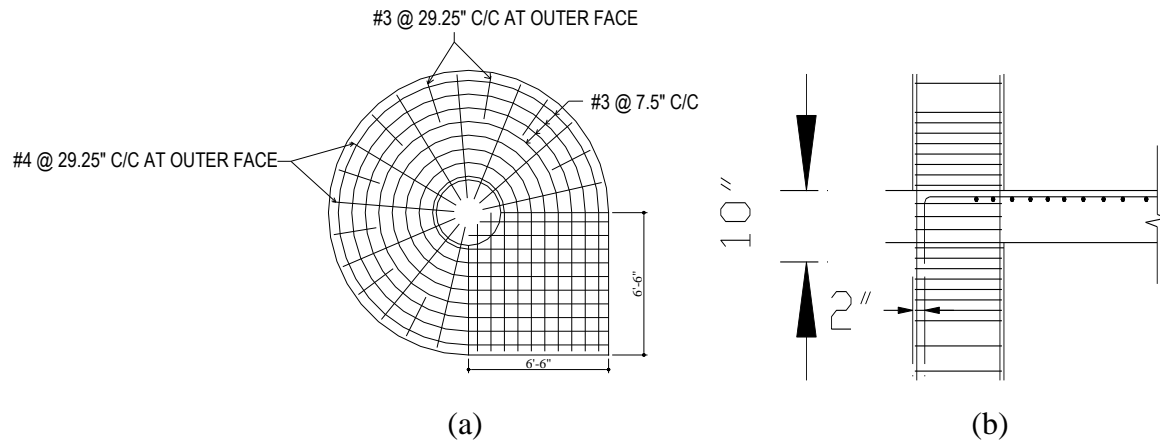 #3 @ 29.25" C/C AT OUTER FACE
#3 @ 7.5" C/C
#4 @ 29.25" C/C AT OUTER FACE
6'-6"
6'-6"
10"
2"
(a)
(b)